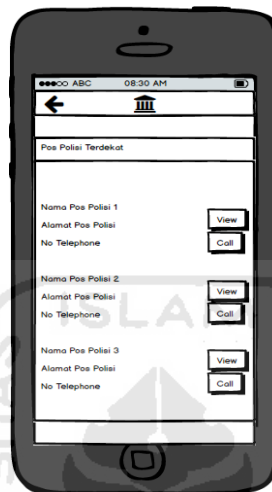 ABC 08:30 AM
Pos Polisi Terdekat
Nama Pos Polisi 1
View
Alamat Pos Polisi
No Telephone
Call
Nama Pos Polisi 2
View
Alamat Pos Polisi
No Telephone
Call
ISLAM
Nama Pos Polisi 3
View
Alamat Pos Polisi
No Telephone
Call